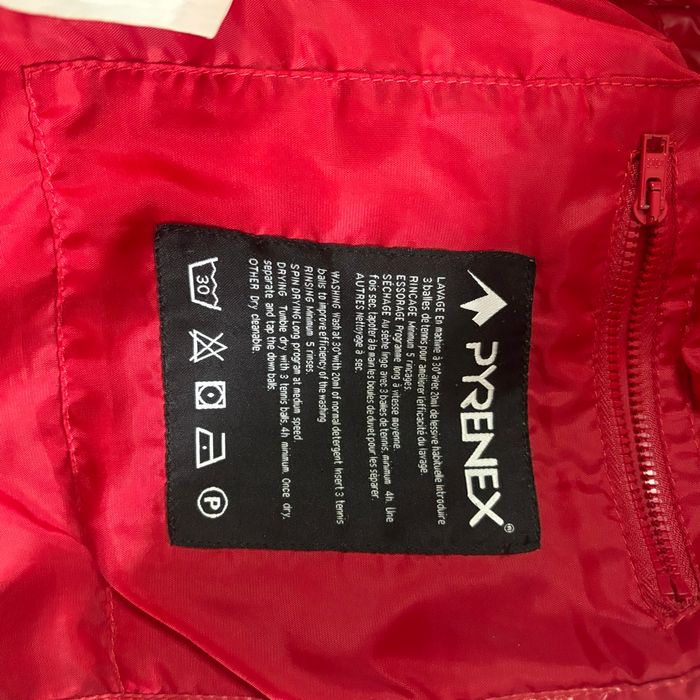 PYRENEX®
LAVAGE En machine à 30° avec 20ml de lessive habituelle Introduire
3 balles de tennis pour améliorer l'efficacité du lavage.
RINCAGE Minimun 5 rinçages.
ESSORAGE Programme long à vitesse moyenne.
SÉCHAGE Au sèche linge avec 3 balles de tennis, minimum 4h. Une
fois sec, tapoter à la main les boules de duvet pour les séparer.
AUTRES Nettoyage à sec.
WASHING Wash at 30° with 20ml of normal detergent Insert 3 tennis
balls to improve efficiency of the washing
RINSING Minimum 5 rinses.
SPIN DRYING Long program at medium speed.
DRYING Tumble dry with 3 tennis balls, 4h minimum. Once dry,
separate and tap the down balls.
OTHER Dry cleanable.
30 P